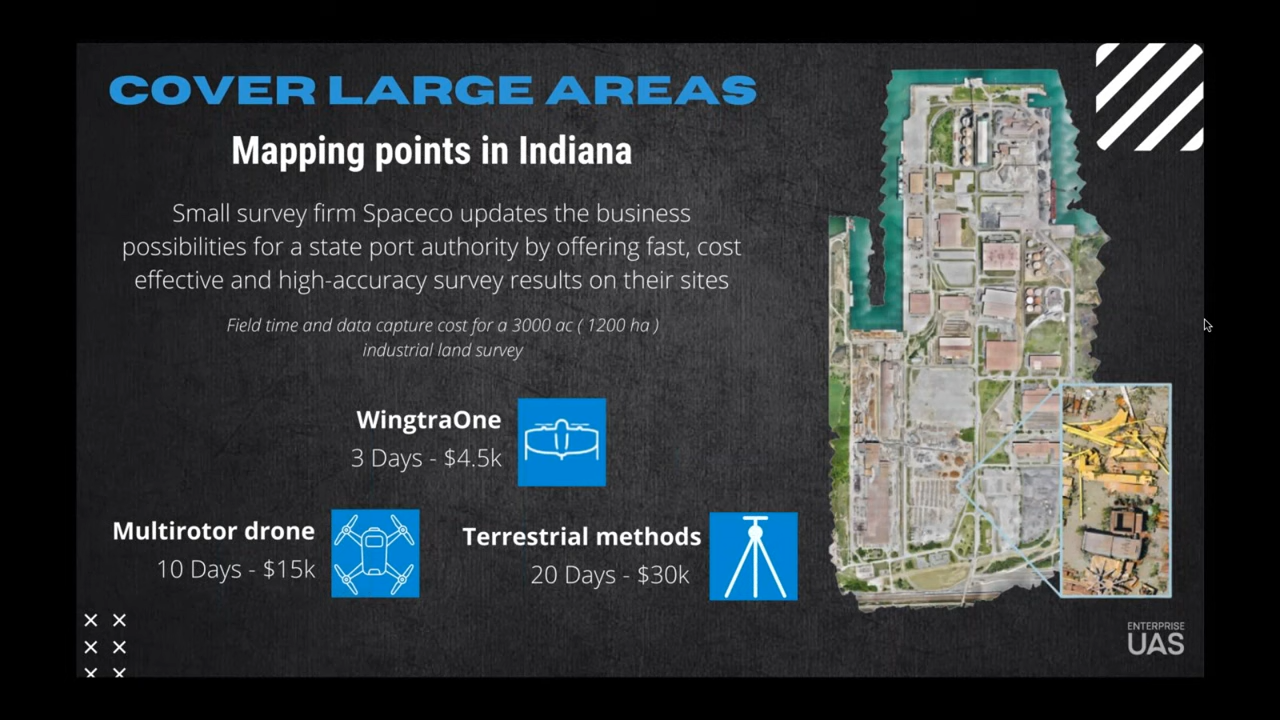 COVER LARGE AREAS
Mapping points in Indiana
Small survey firm Spaceco updates the business
possibilities for a state port authority by offering fast, cost
effective and high-accuracy survey results on their sites
Field time and data capture cost for a 3000 ac ( 1200 ha )
industrial land survey
WingtraOne
3 Days - $4.5k
Multirotor drone
10 Days - $15k
Terrestrial methods
20 Days - $30k
ENTERPRISE
UAS